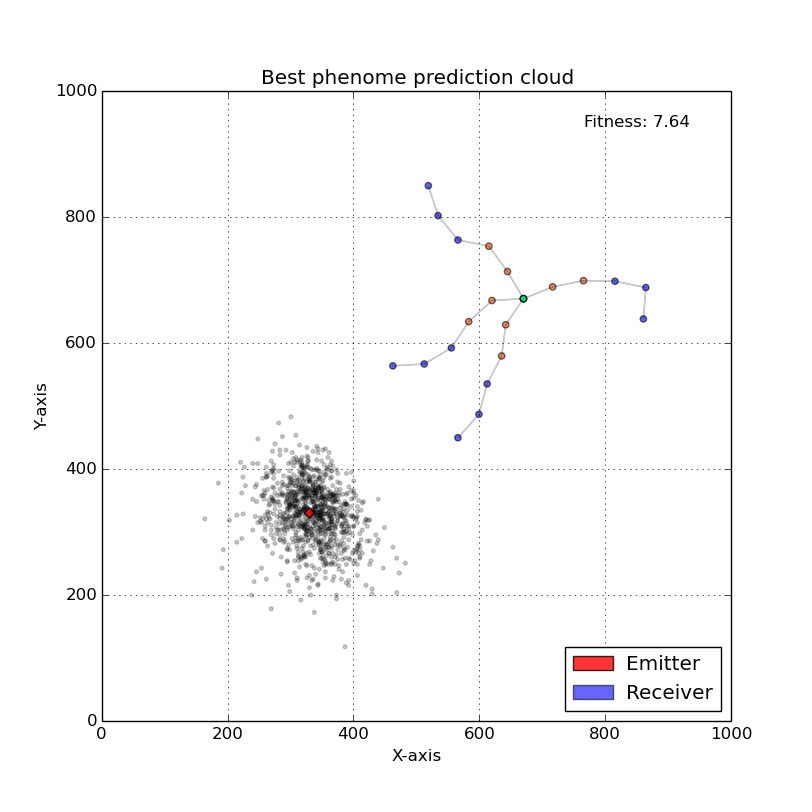 Best phenome prediction cloud
1000
Fitness: 7.64
800
600
Y-axis
400
200
Emitter
Receiver
0
0 200 400 600 800 1000
X-axis